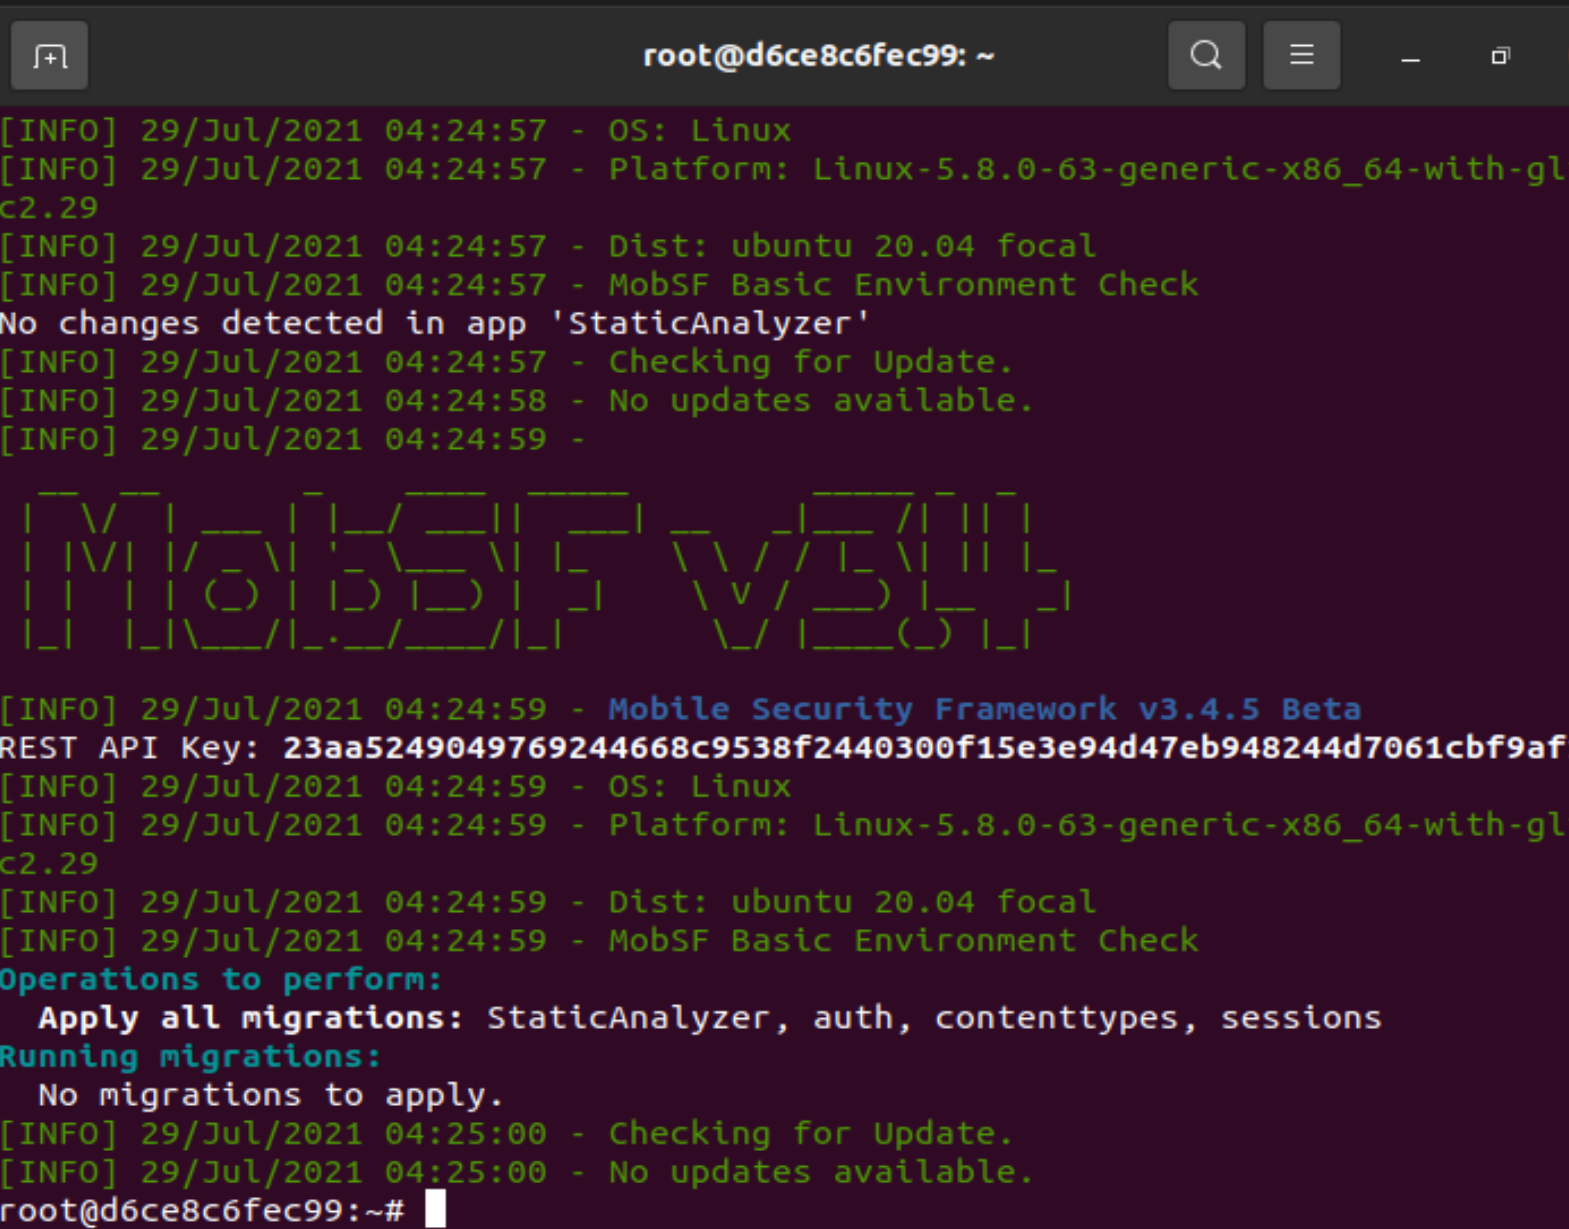 root@d6ce8c6fec99: ~
[INFO] 29/Jul/2021 04:24:57 - OS: Linux
[INFO] 29/Jul/2021 04:24:57 - Platform: Linux-5.8.0-63-generic-x86_64-with-gl
c2.29
[INFO] 29/Jul/2021 04:24:57 - Dist: ubuntu 20.04 focal
[INFO] 29/Jul/2021 04:24:57 - MobSF Basic Environment Check
No changes detected in app 'StaticAnalyzer'
[INFO] 29/Jul/2021 04:24:57 - Checking for Update.
[INFO] 29/Jul/2021 04:24:58 - No updates available.
[INFO] 29/Jul/2021 04:24:59 -
MobSF v3.4
[INFO] 29/Jul/2021 04:24:59 - Mobile Security Framework v3.4.5 Beta
REST API Key: 23aa5249049769244668c9538f2440300f15e3e94d47eb948244d7061cbf9af
[INFO] 29/Jul/2021 04:24:59 - OS: Linux
[INFO] 29/Jul/2021 04:24:59 - Platform: Linux-5.8.0-63-generic-x86_64-with-gl
c2.29
[INFO] 29/Jul/2021 04:24:59 - Dist: ubuntu 20.04 focal
[INFO] 29/Jul/2021 04:24:59 - MobSF Basic Environment Check
Operations to perform:
Apply all migrations: StaticAnalyzer, auth, contenttypes, sessions
Running migrations:
No migrations to apply.
[INFO] 29/Jul/2021 04:25:00 - Checking for Update.
[INFO] 29/Jul/2021 04:25:00 - No updates available.
root@d6ce8c6fec99:~#